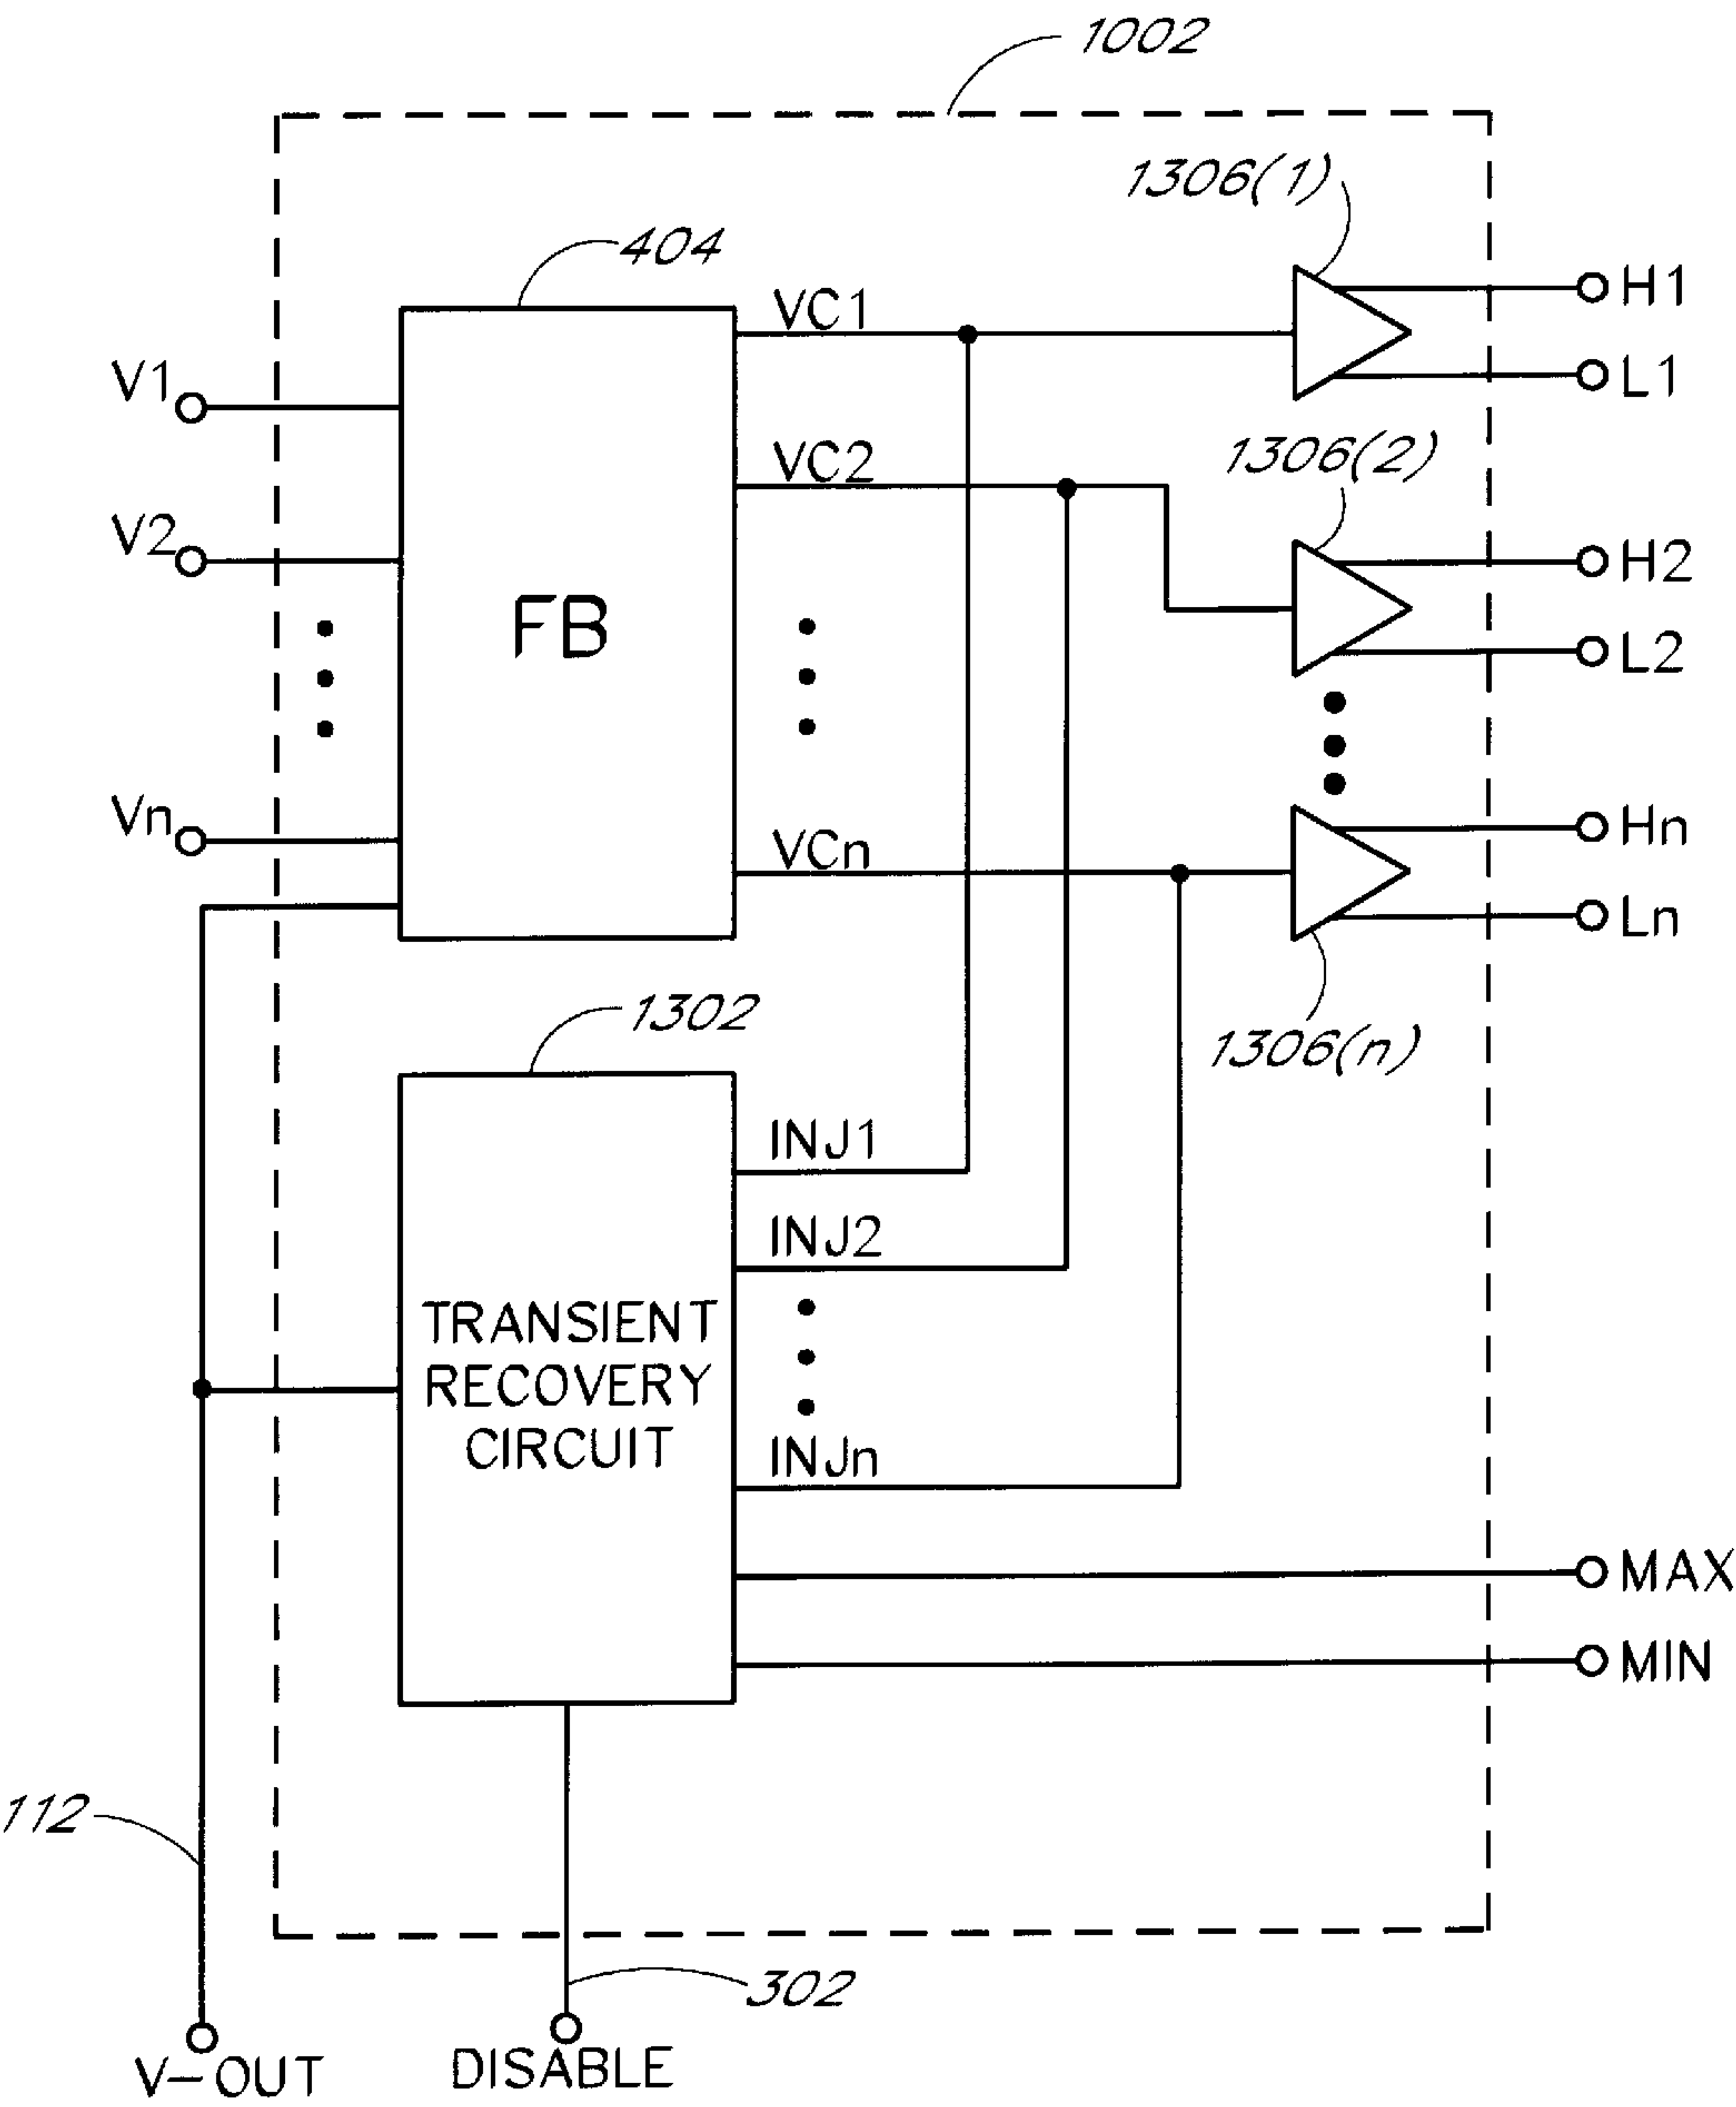 1002
1306(1)
404
H1
VC1
V1
L1
VC2
1306(2)
V2
H2
FB
L2
Vn
Hn
VCn
Ln
1302
1306(n)
INJ1
INJ2
TRANSIENT
RECOVERY
CIRCUIT
INJn
MAX
MIN
112
302
V-OUT
DISABLE